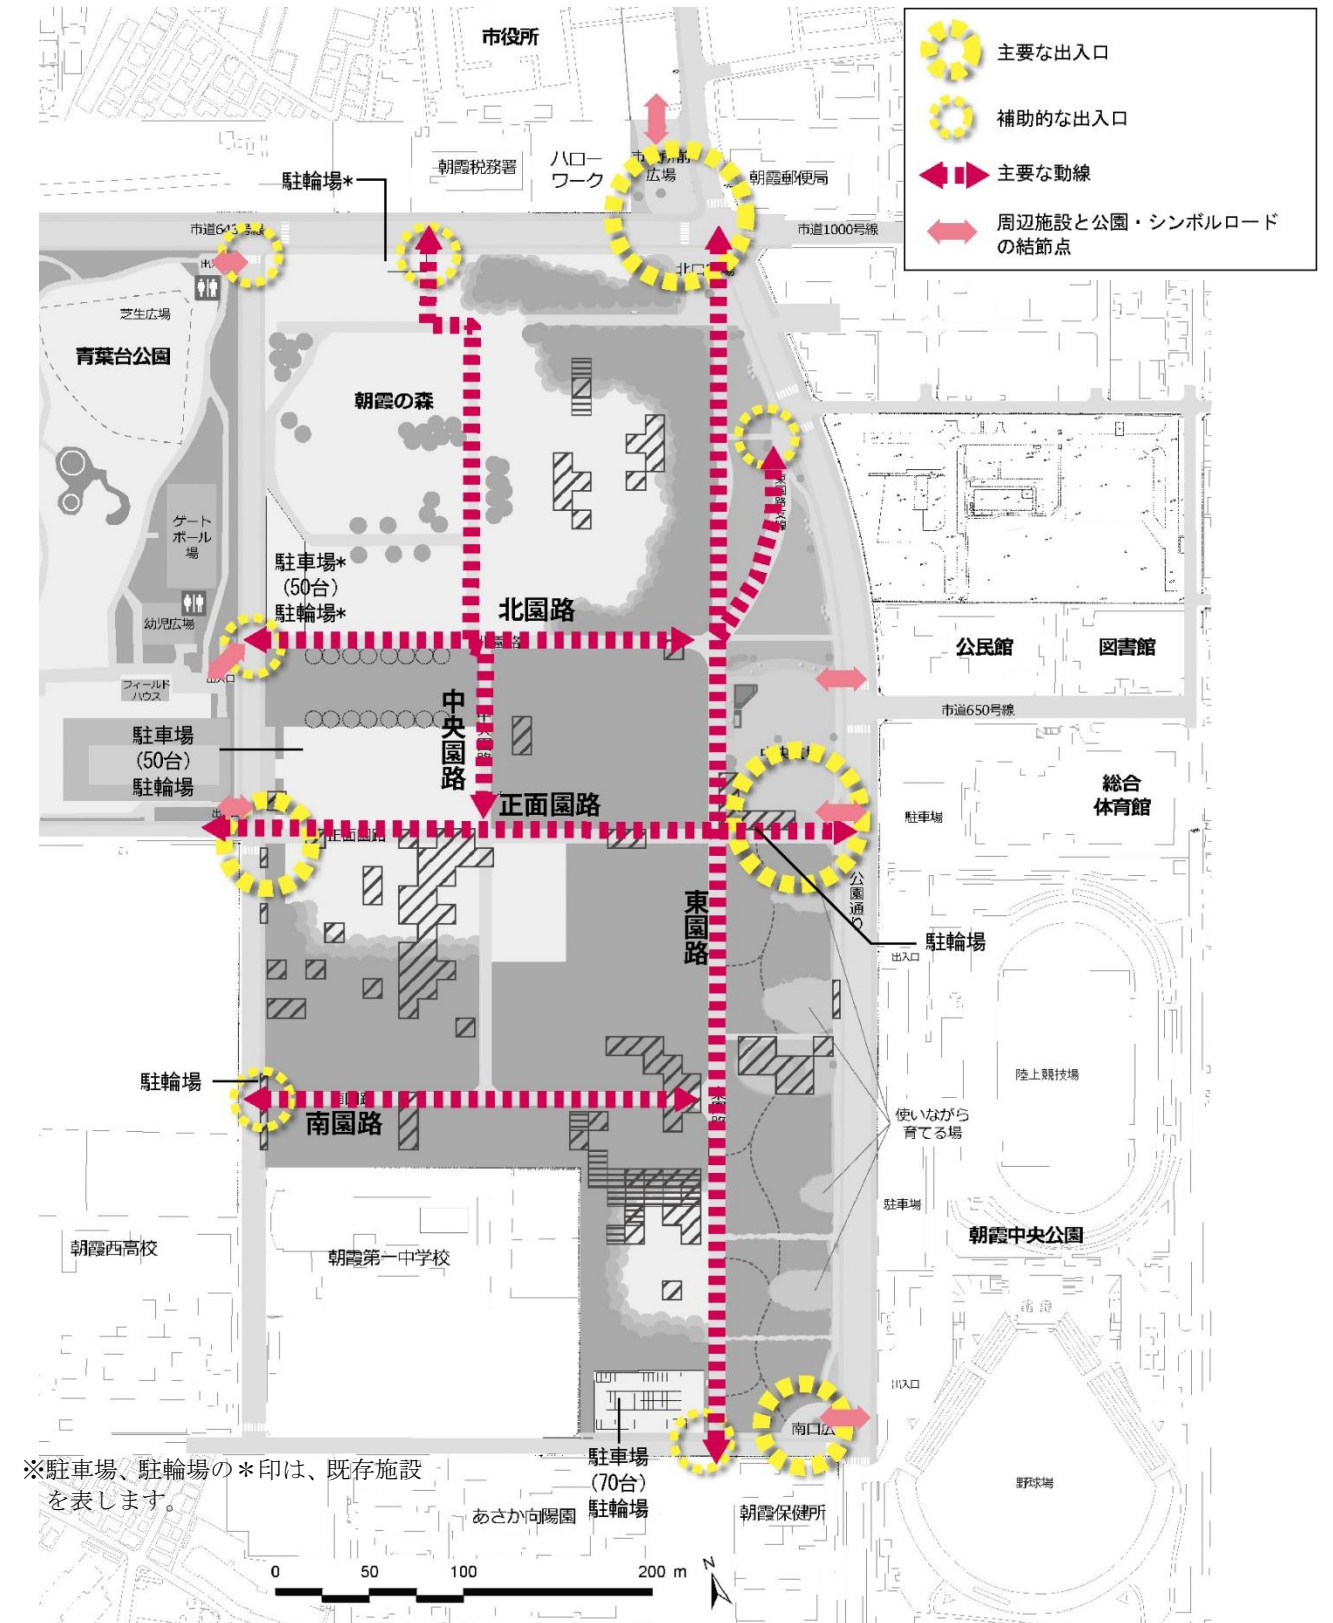 市役所
主要な出入口
補助的な出入口
主要な動線
周辺施設と公園・シンボルロード
の結節点
朝霞税務署
ハロー
ワーク
広場
朝霞郵便局
駐輪場*
市道1000号線
芝生広場
青葉台公園
朝霞の森
ゲート
ボール
場
駐車場*
(50台)
駐輪場*
幼児広場
北園路
公民館
図書館
フィールド
ハウス
出入口
中央園路
市道650号線
駐車場
(50台)
駐輪場
正面園路
正面園路
総合
体育館
駐車場
東園路
公園通り
駐輪場
出入口
駐輪場
南園路
陸上競技場
使いながら
育てる場
駐車場
朝霞西高校
朝霞第一中学校
朝霞中央公園
出入口
南口広
※駐車場、駐輪場の*印は、既存施設
を表します。
駐車場
(70台)
駐輪場
あさか向陽園
朝霞保健所
野球場
0 50 100 200 m
N